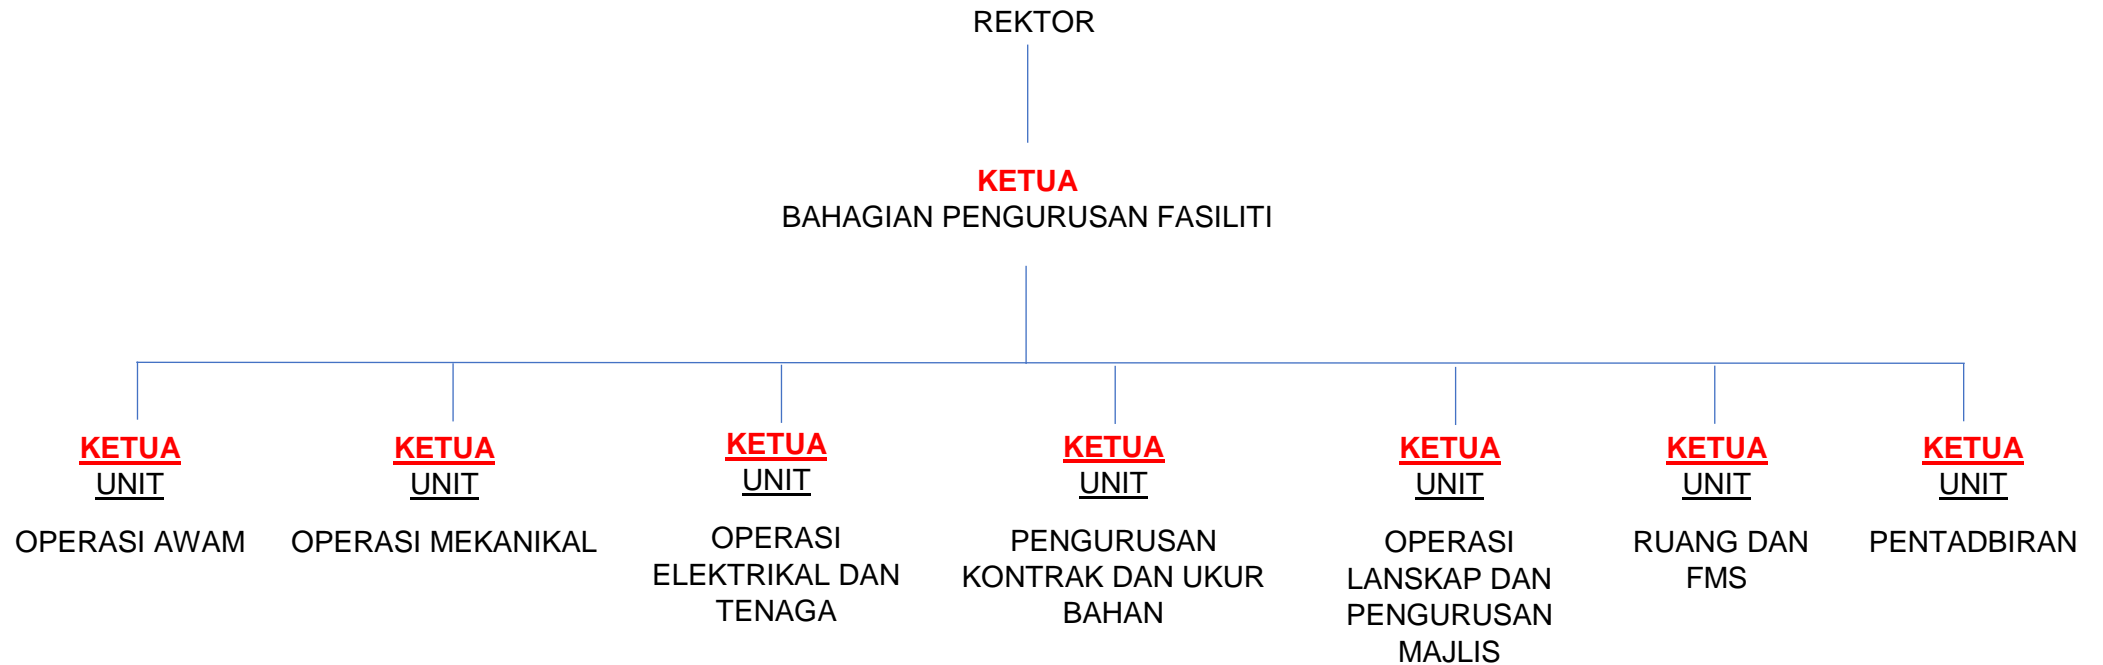 REKTOR
KETUA
BAHAGIAN PENGURUSAN FASILITI
KETUA
UNIT
OPERASI AWAM
KETUA
UNIT
OPERASI MEKANIKAL
KETUA
UNIT
OPERASI
ELEKTRIKAL DAN
TENAGA
KETUA
UNIT
PENGURUSAN
KONTRAK DAN UKUR
BAHAN
KETUA
UNIT
OPERASI
LANSKAP DAN
PENGURUSAN
MAJLIS
KETUA
UNIT
RUANG DAN
FMS
KETUA
UNIT
PENTADBIRAN